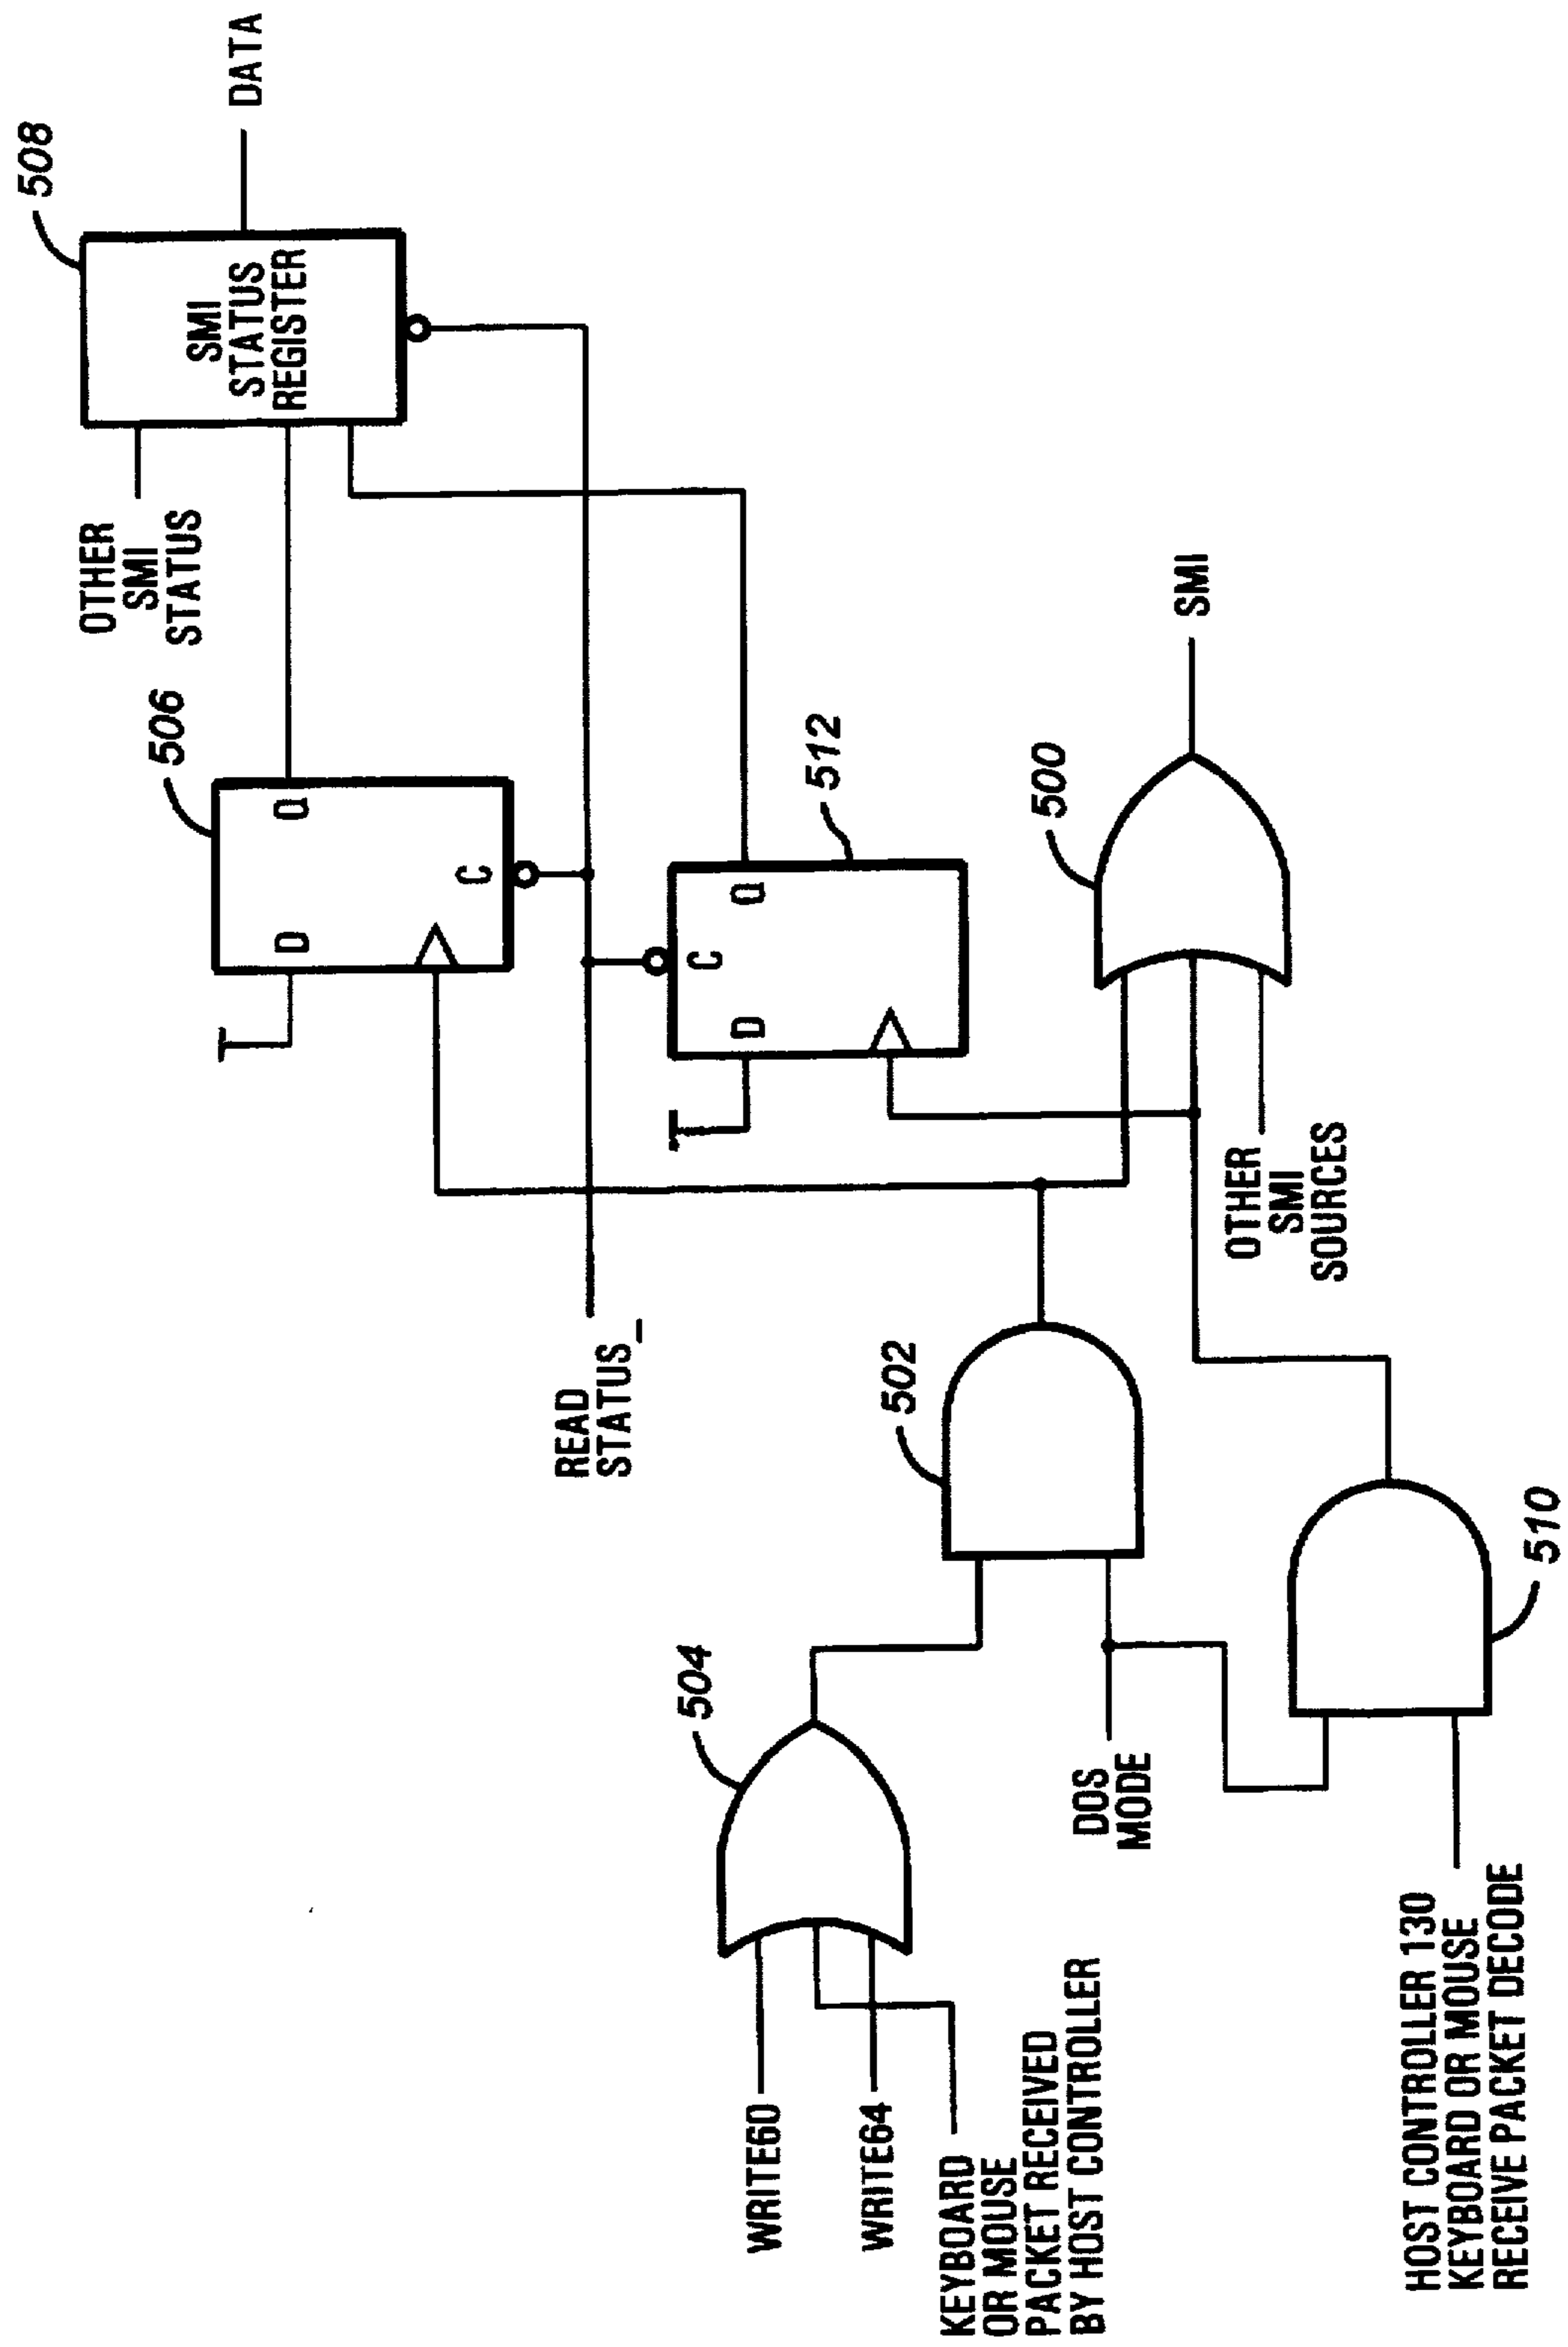 508
DATA
SMI
STATUS
REGISTER
OTHER
SMI
STATUS
506
D
Q
C
512
D
Q
C
READ
STATUS_
500
SMI
OTHER
SMI
SOURCES
502
504
WRITE60
WRITE64
KEYBOARD
OR MOUSE
PACKET RECEIVED
BY HOST CONTROLLER
DOS
MODE
510
HOST CONTROLLER 130
KEYBOARD OR MOUSE
RECEIVE PACKET DECODE